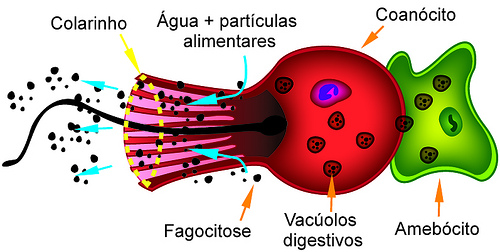 Colarinho
Água + partículas
alimentares
Coanócito
Fagocitose
Vacúolos
digestivos
Amebócito